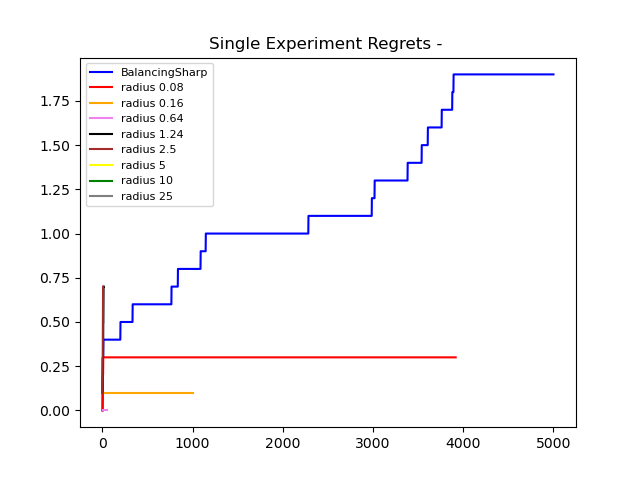 Single Experiment Regrets -
BalancingSharp
radius 0.08
radius 0.16
radius 0.64
radius 1.24
radius 2.5
radius 5
radius 10
radius 25
1.75
1.50
1.25
1.00
0.75
0.50
0.25
0.00
0 1000 2000 3000 4000 5000